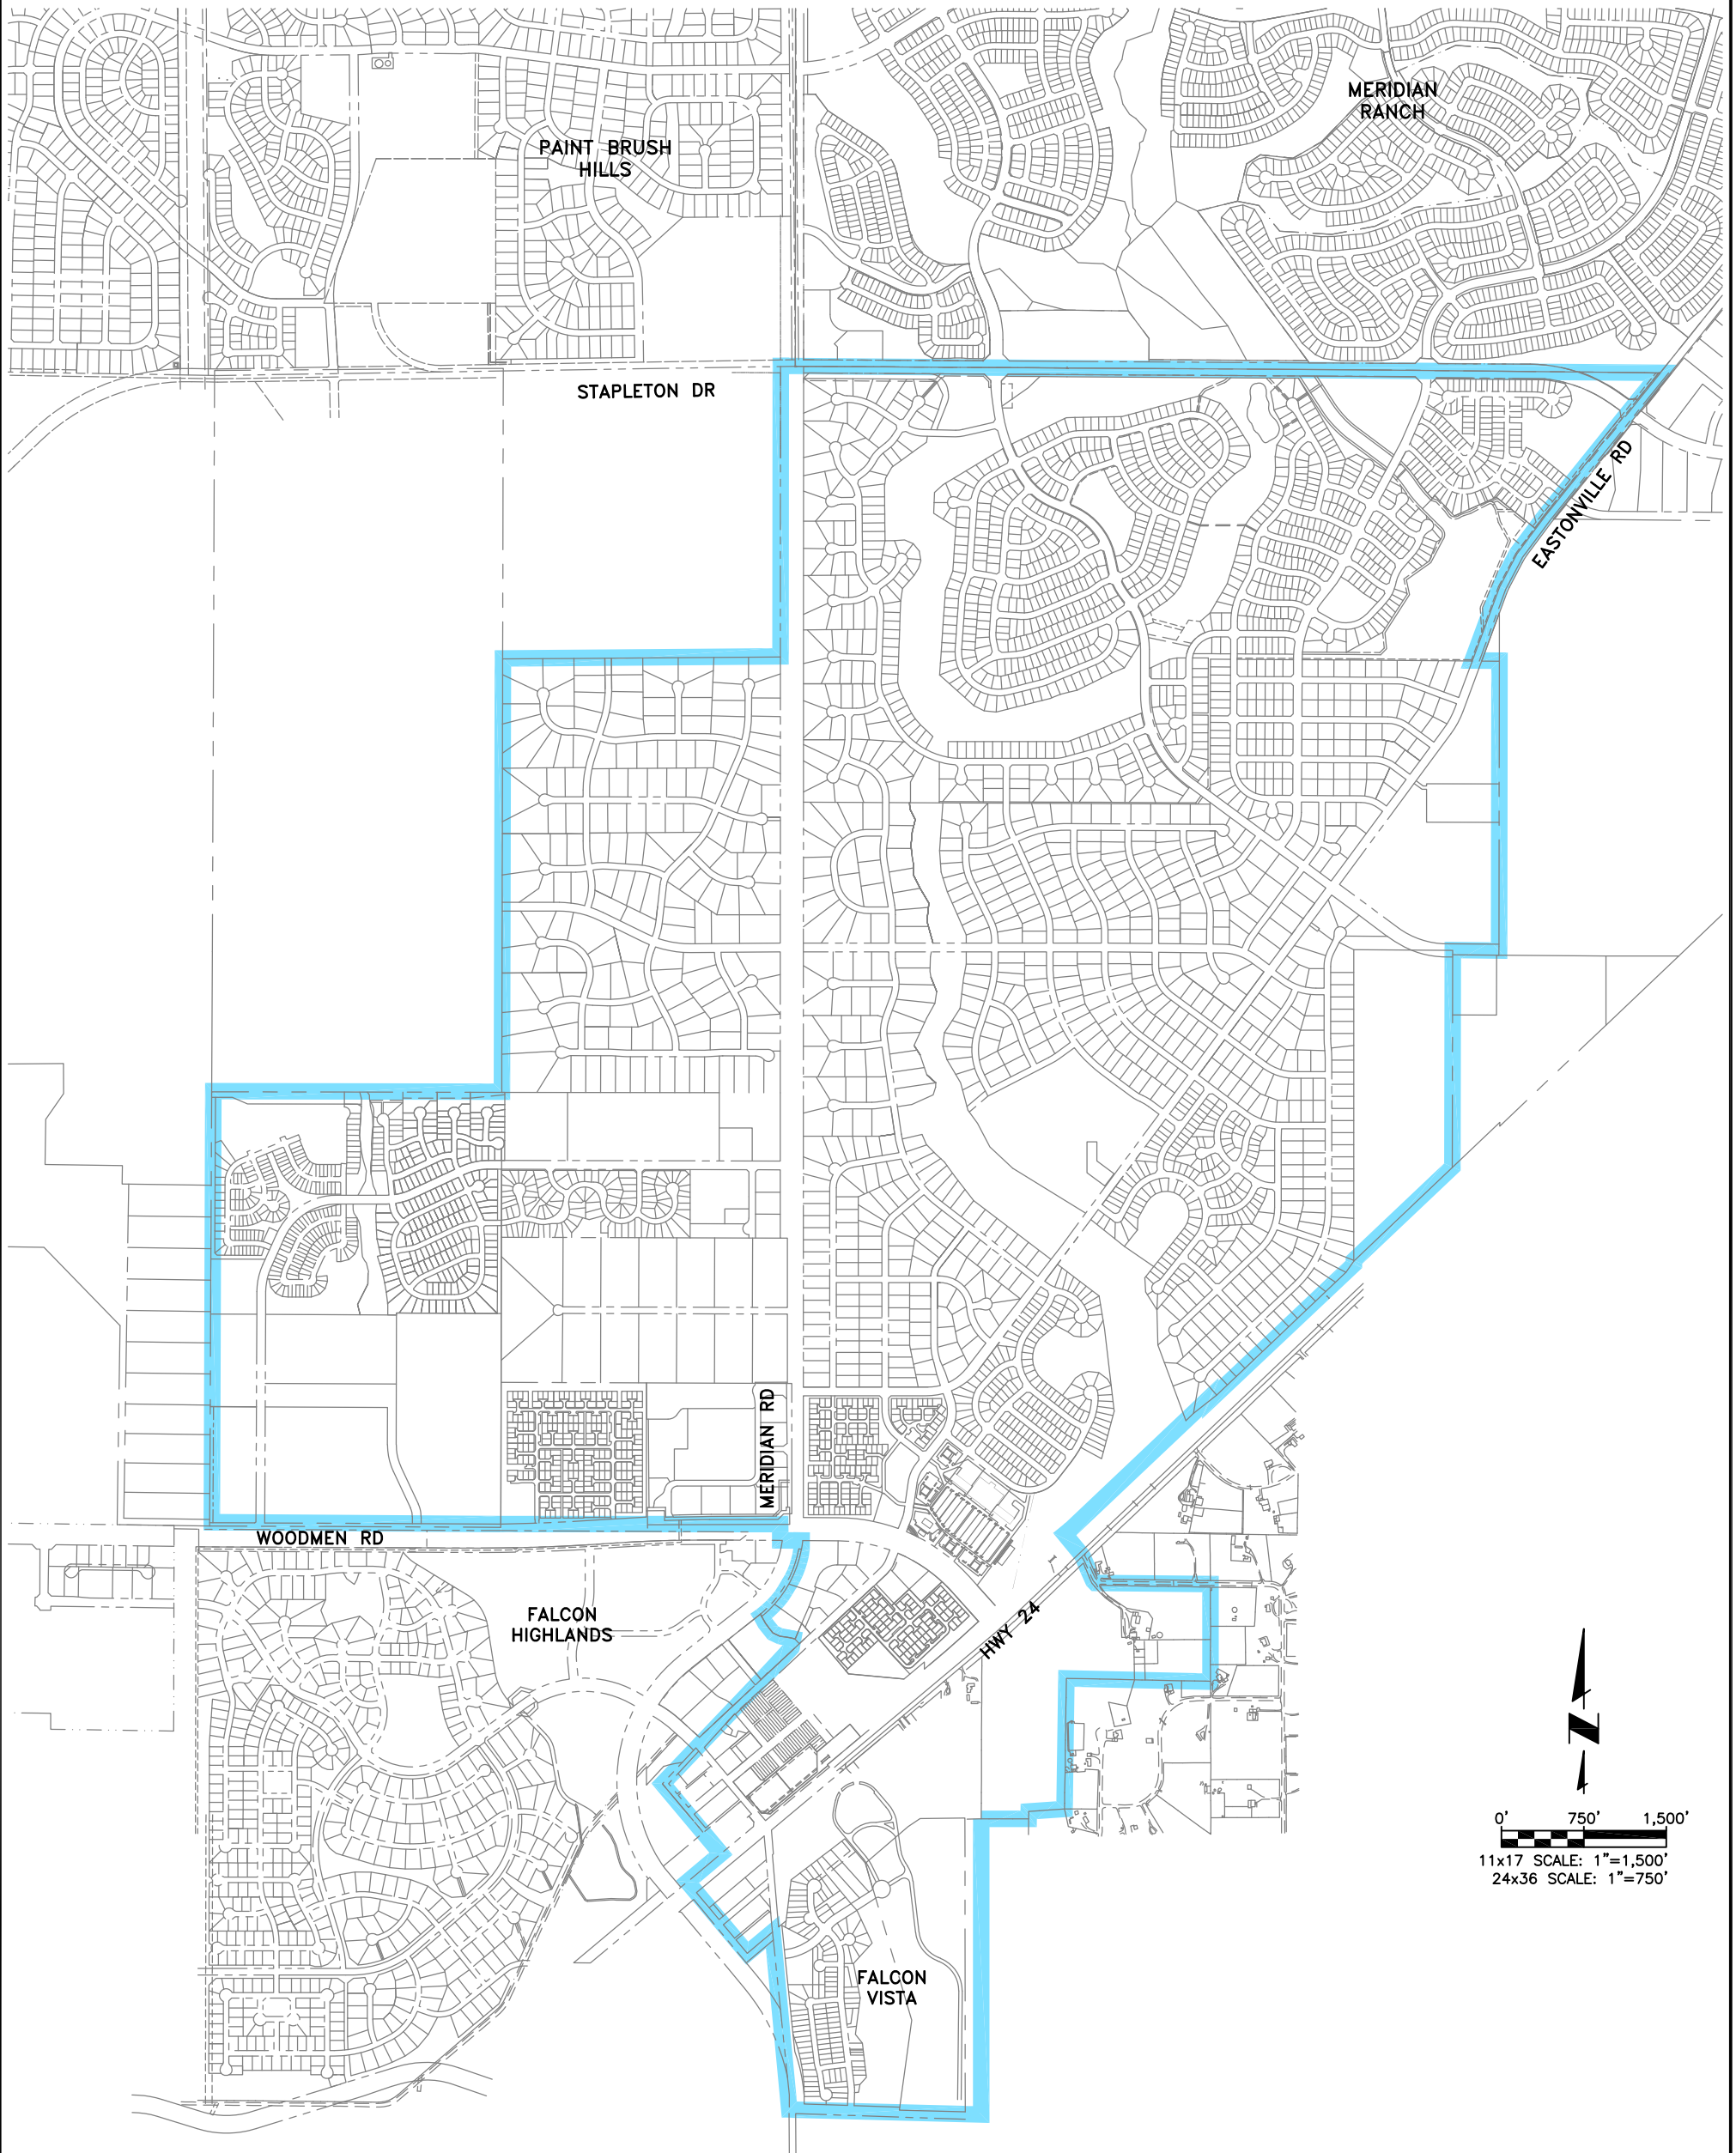 MERIDIAN
RANCH
PAINT BRUSH
HILLS
STAPLETON DR
EASTONVILLE RD
MERIDIAN RD
WOODMEN RD
FALCON
HIGHLANDS
HWY 24
N
0' 750' 1,500'
11x17 SCALE: 1"=1,500'
24x36 SCALE: 1"=750'
FALCON
VISTA